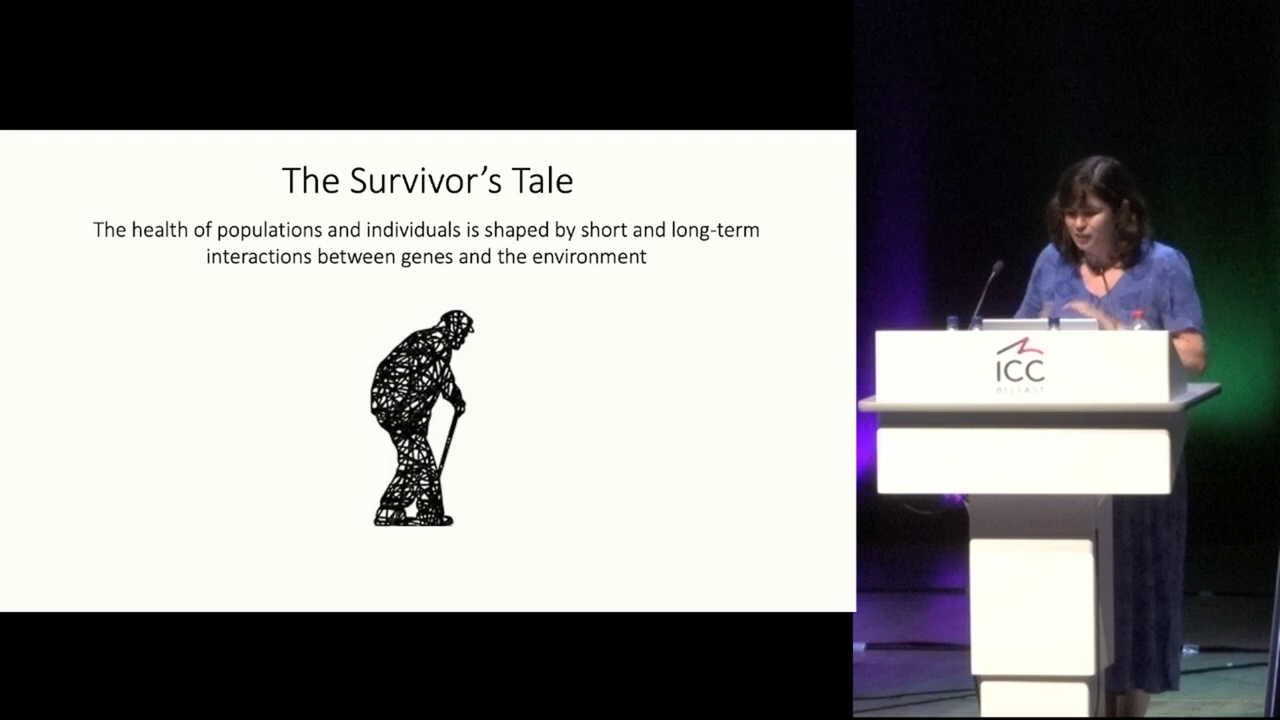 The Survivor’s Tale
The health of populations and individuals is shaped by short and long-term
interactions between genes and the environment
ICC
BELFAST